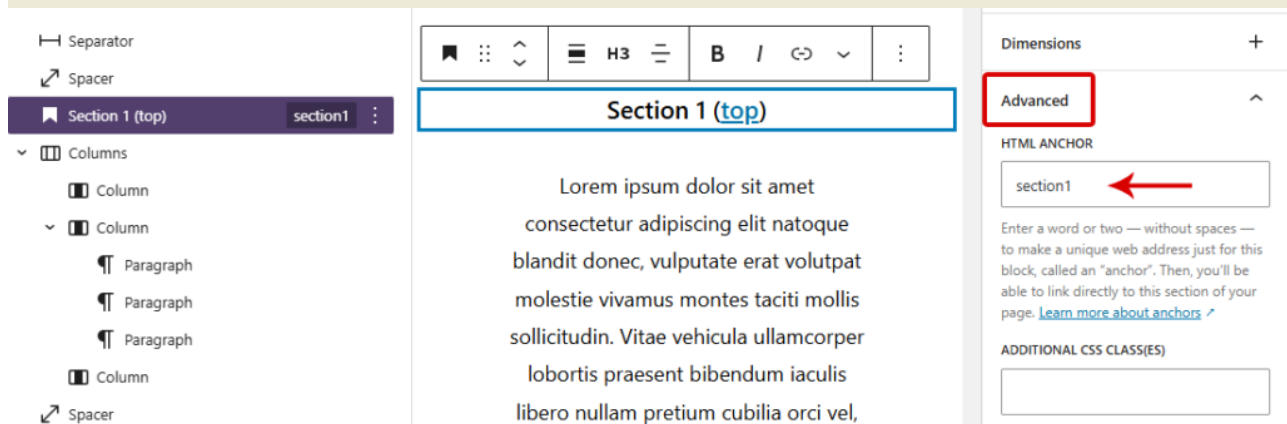 Separator
Spacer
Section 1 (top) section1
Columns
Column
Column
Paragraph
Paragraph
Paragraph
Column
Spacer
H3 B I
Section 1 (top)
Lorem ipsum dolor sit amet
consectetur adipiscing elit natoque
blandit donec, vulputate erat volutpat
molestie vivamus montes taciti mollis
sollicitudin. Vitae vehicula ullamcorper
lobortis praesent bibendum iaculis
libero nullam pretium cubilia orci vel,
Dimensions
Advanced
HTML ANCHOR
section1
Enter a word or two — without spaces —
to make a unique web address just for this
block, called an “anchor”. Then, you’ll be
able to link directly to this section of your
page. Learn more about anchors ↗
ADDITIONAL CSS CLASS(ES)